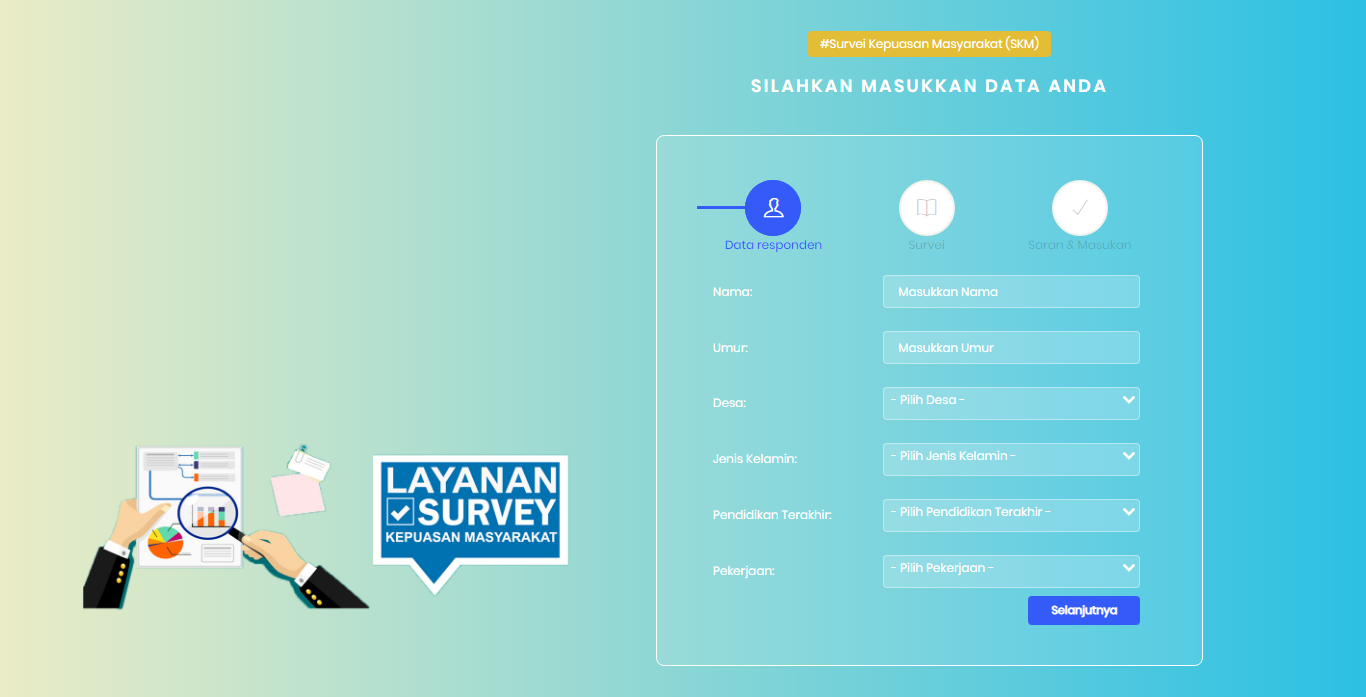 #Survei Kepuasan Masyarakat (SKM)
SILAHKAN MASUKKAN DATA ANDA
Data responden
Survei
Saran & Masukan
Nama:
Masukkan Nama
Umur:
Masukkan Umur
Desa:
- Pilih Desa -
Jenis Kelamin:
- Pilih Jenis Kelamin -
Pendidikan Terakhir:
- Pilih Pendidikan Terakhir -
Pekerjaan:
- Pilih Pekerjaan -
Selanjutnya
LAYANAN
SURVEY
KEPUASAN MASYARAKAT